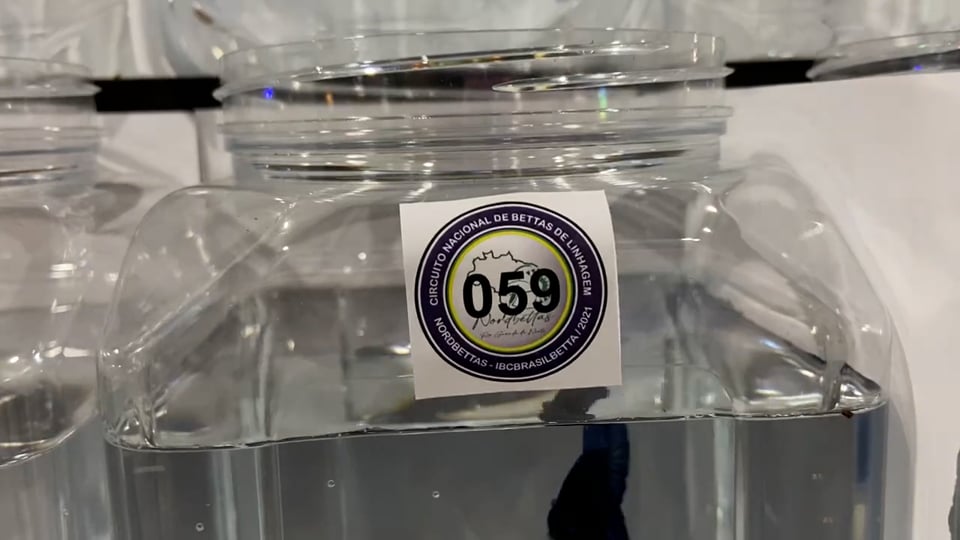 CIRCUITO NACIONAL DE BETTAS DE LINHAGEM
059
Nordbettas
NORDBETTAS - IBCBRASILBETTA / 2021